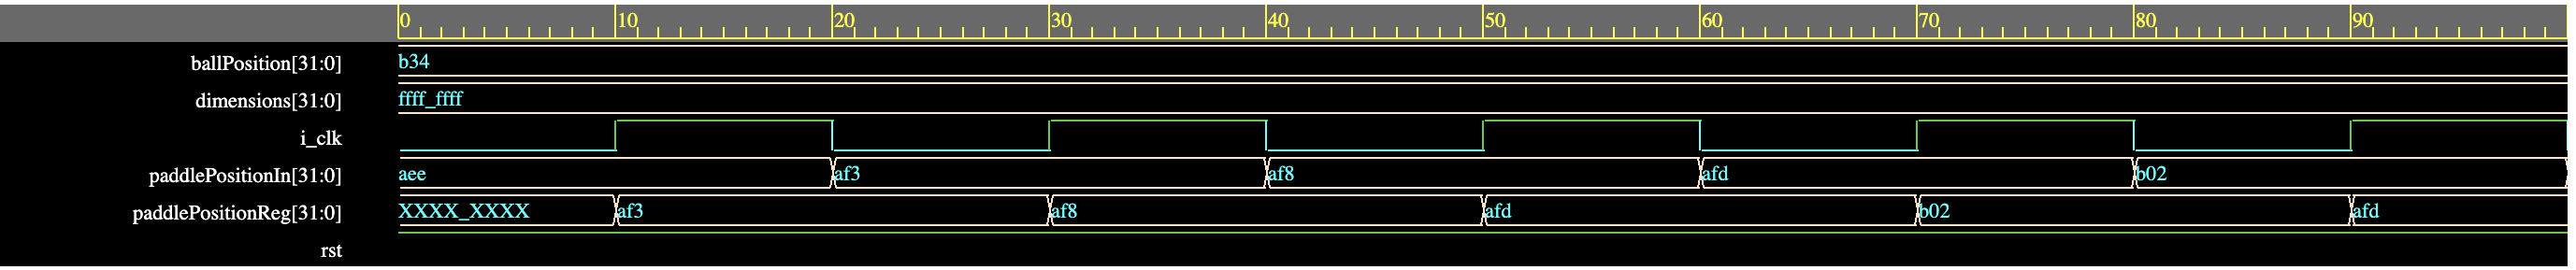 0 10 20 30 40 50 60 70 80 90
ballPosition[31:0] b34
dimensions[31:0] ffff_ffff
i_clk
paddlePositionIn[31:0] aee af3 af8 afd b02
paddlePositionReg[31:0] XXXX_XXXX af3 af8 afd b02 afd
rst